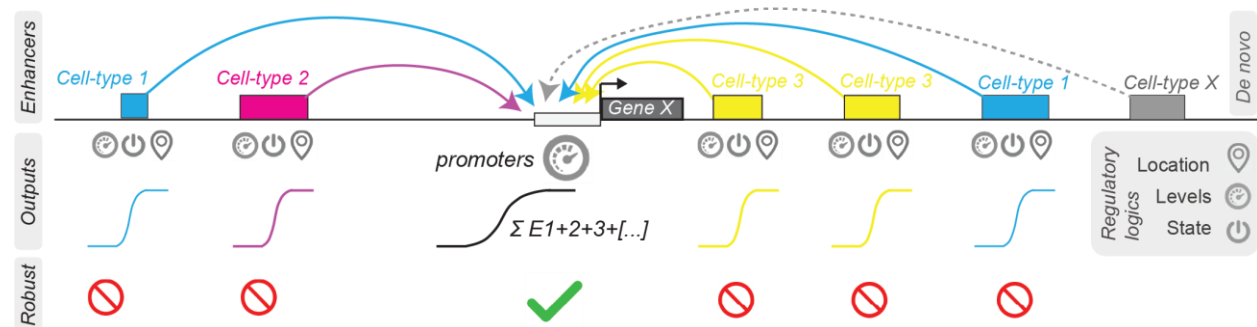 Enhancers
Cell-type 1
Cell-type 2
Gene X
Cell-type 3
Cell-type 3
Cell-type 1
Cell-type X
De novo
Outputs
promoters
Σ E1+2+3+[...]
Regulatory
logics
Location
Levels
State
Robust